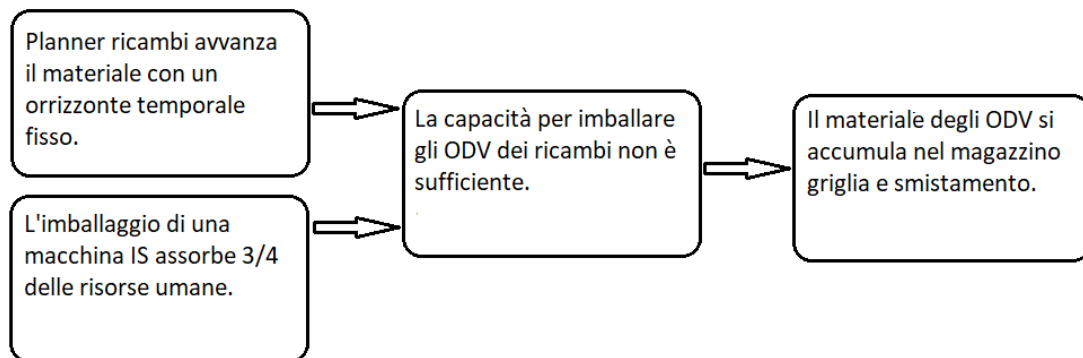 Planner ricambi avvanza
il materiale con un
orrizzonte temporale
fisso.
L'imballaggio di una
macchina IS assorbe 3/4
delle risorse umane.
La capacità per imballare
gli ODV dei ricambi non è
sufficiente.
Il materiale degli ODV si
accumula nel magazzino
griglia e smistamento.